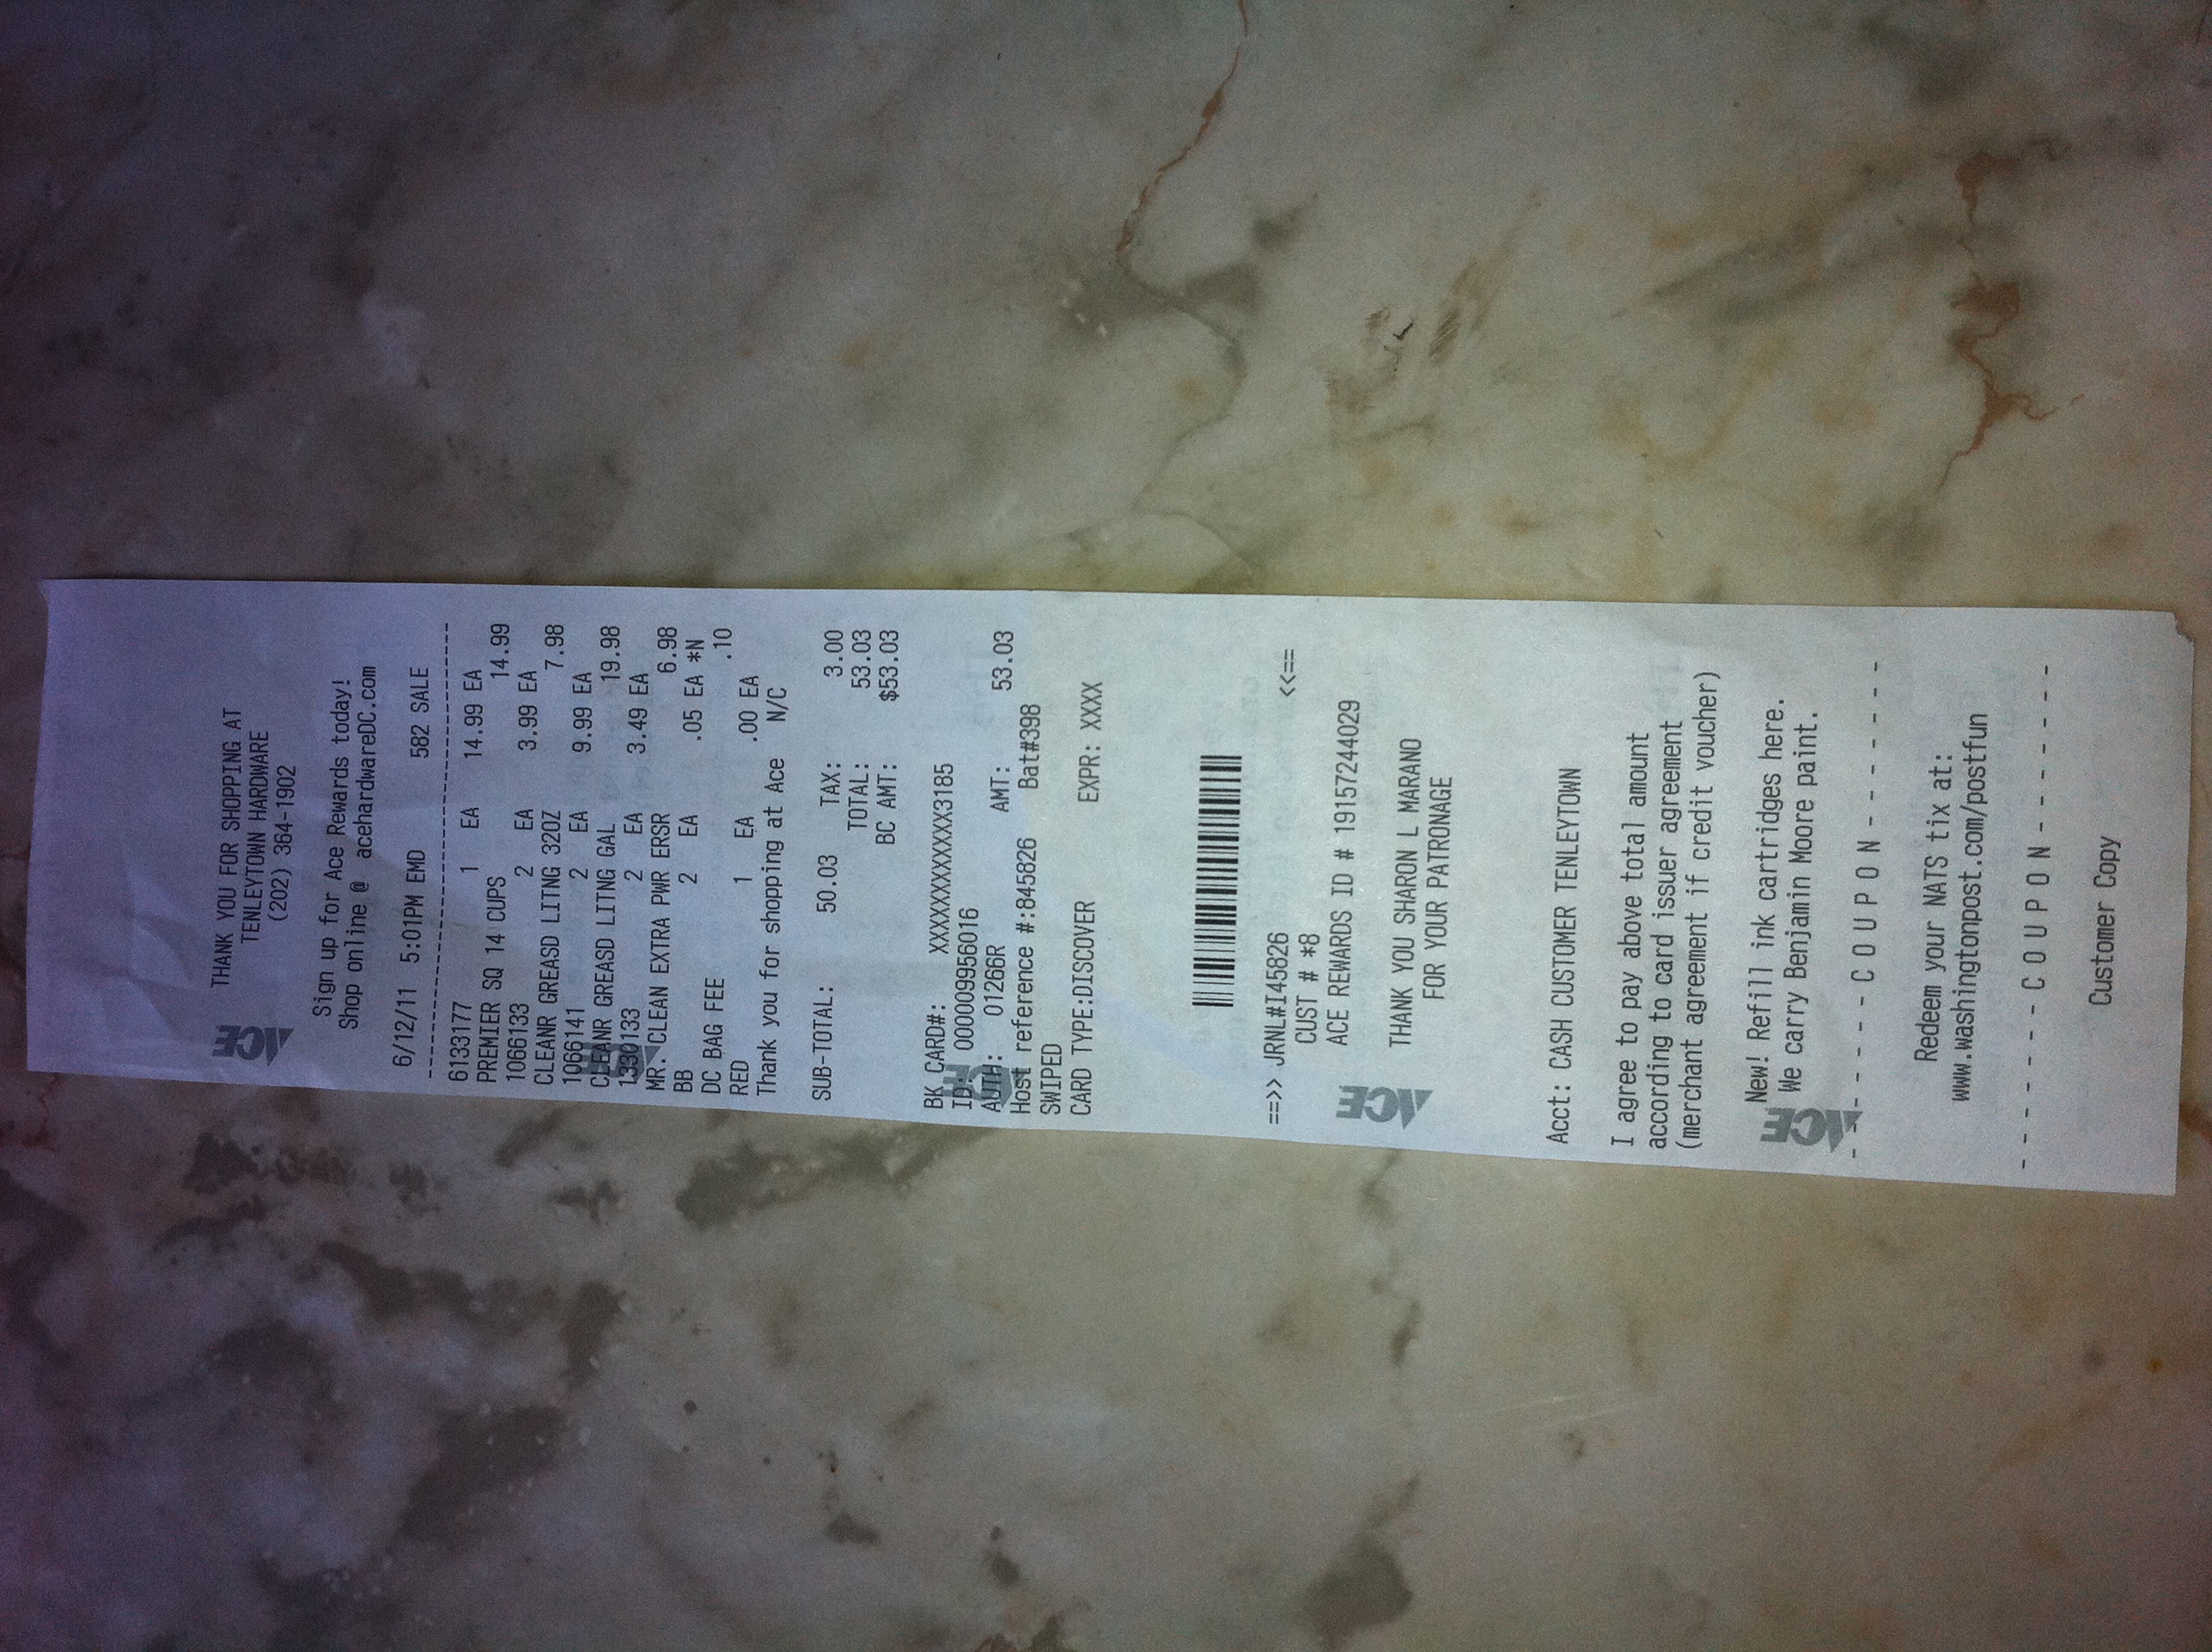 ACE
THANK YOU FOR SHOPPING AT
TENLEYTOWN HARDWARE
(202) 364-1902
Sign up for Ace Rewards today!
Shop online @ acehardwareDC.com
6/12/11 5:01PM EMD 582 SALE
6133177 1 EA 14.99 EA
PREMIER SQ 14 CUPS 14.99
1066133 2 EA 3.99 EA
CLEANR GREASD LITNG 32OZ 7.98
1066141 2 EA 9.99 EA
CLEANR GREASD LITNG GAL 19.98
ACE
1330133 2 EA 3.49 EA
MR. CLEAN EXTRA PWR ERSR 6.98
BB 2 EA .05 EA *N
DC BAG FEE .10
RED 1 EA .00 EA
Thank you for shopping at Ace N/C
SUB-TOTAL: 50.03 TAX: 3.00
TOTAL: 53.03
BC AMT: $53.03
BK CARD#: XXXXXXXXXXXX3185
ID: 000009956016
ACE
AUTH: 01266R AMT: 53.03
Host reference #:845826 Bat#398
SWIPED
CARD TYPE:DISCOVER EXPR: XXXX
==>> JRNL#I45826 <<==
CUST # *8
ACE REWARDS ID # 19157244029
ACE
THANK YOU SHARON L MARANO
FOR YOUR PATRONAGE
Acct: CASH CUSTOMER TENLEYTOWN
I agree to pay above total amount
according to card issuer agreement
(merchant agreement if credit voucher)
New! Refill ink cartridges here.
We carry Benjamin Moore paint.
ACE
- - - - - - - C O U P O N - - - - - - -
Redeem your NATS tix at:
www.washingtonpost.com/postfun
- - - - - - - C O U P O N - - - - - - -
Customer Copy